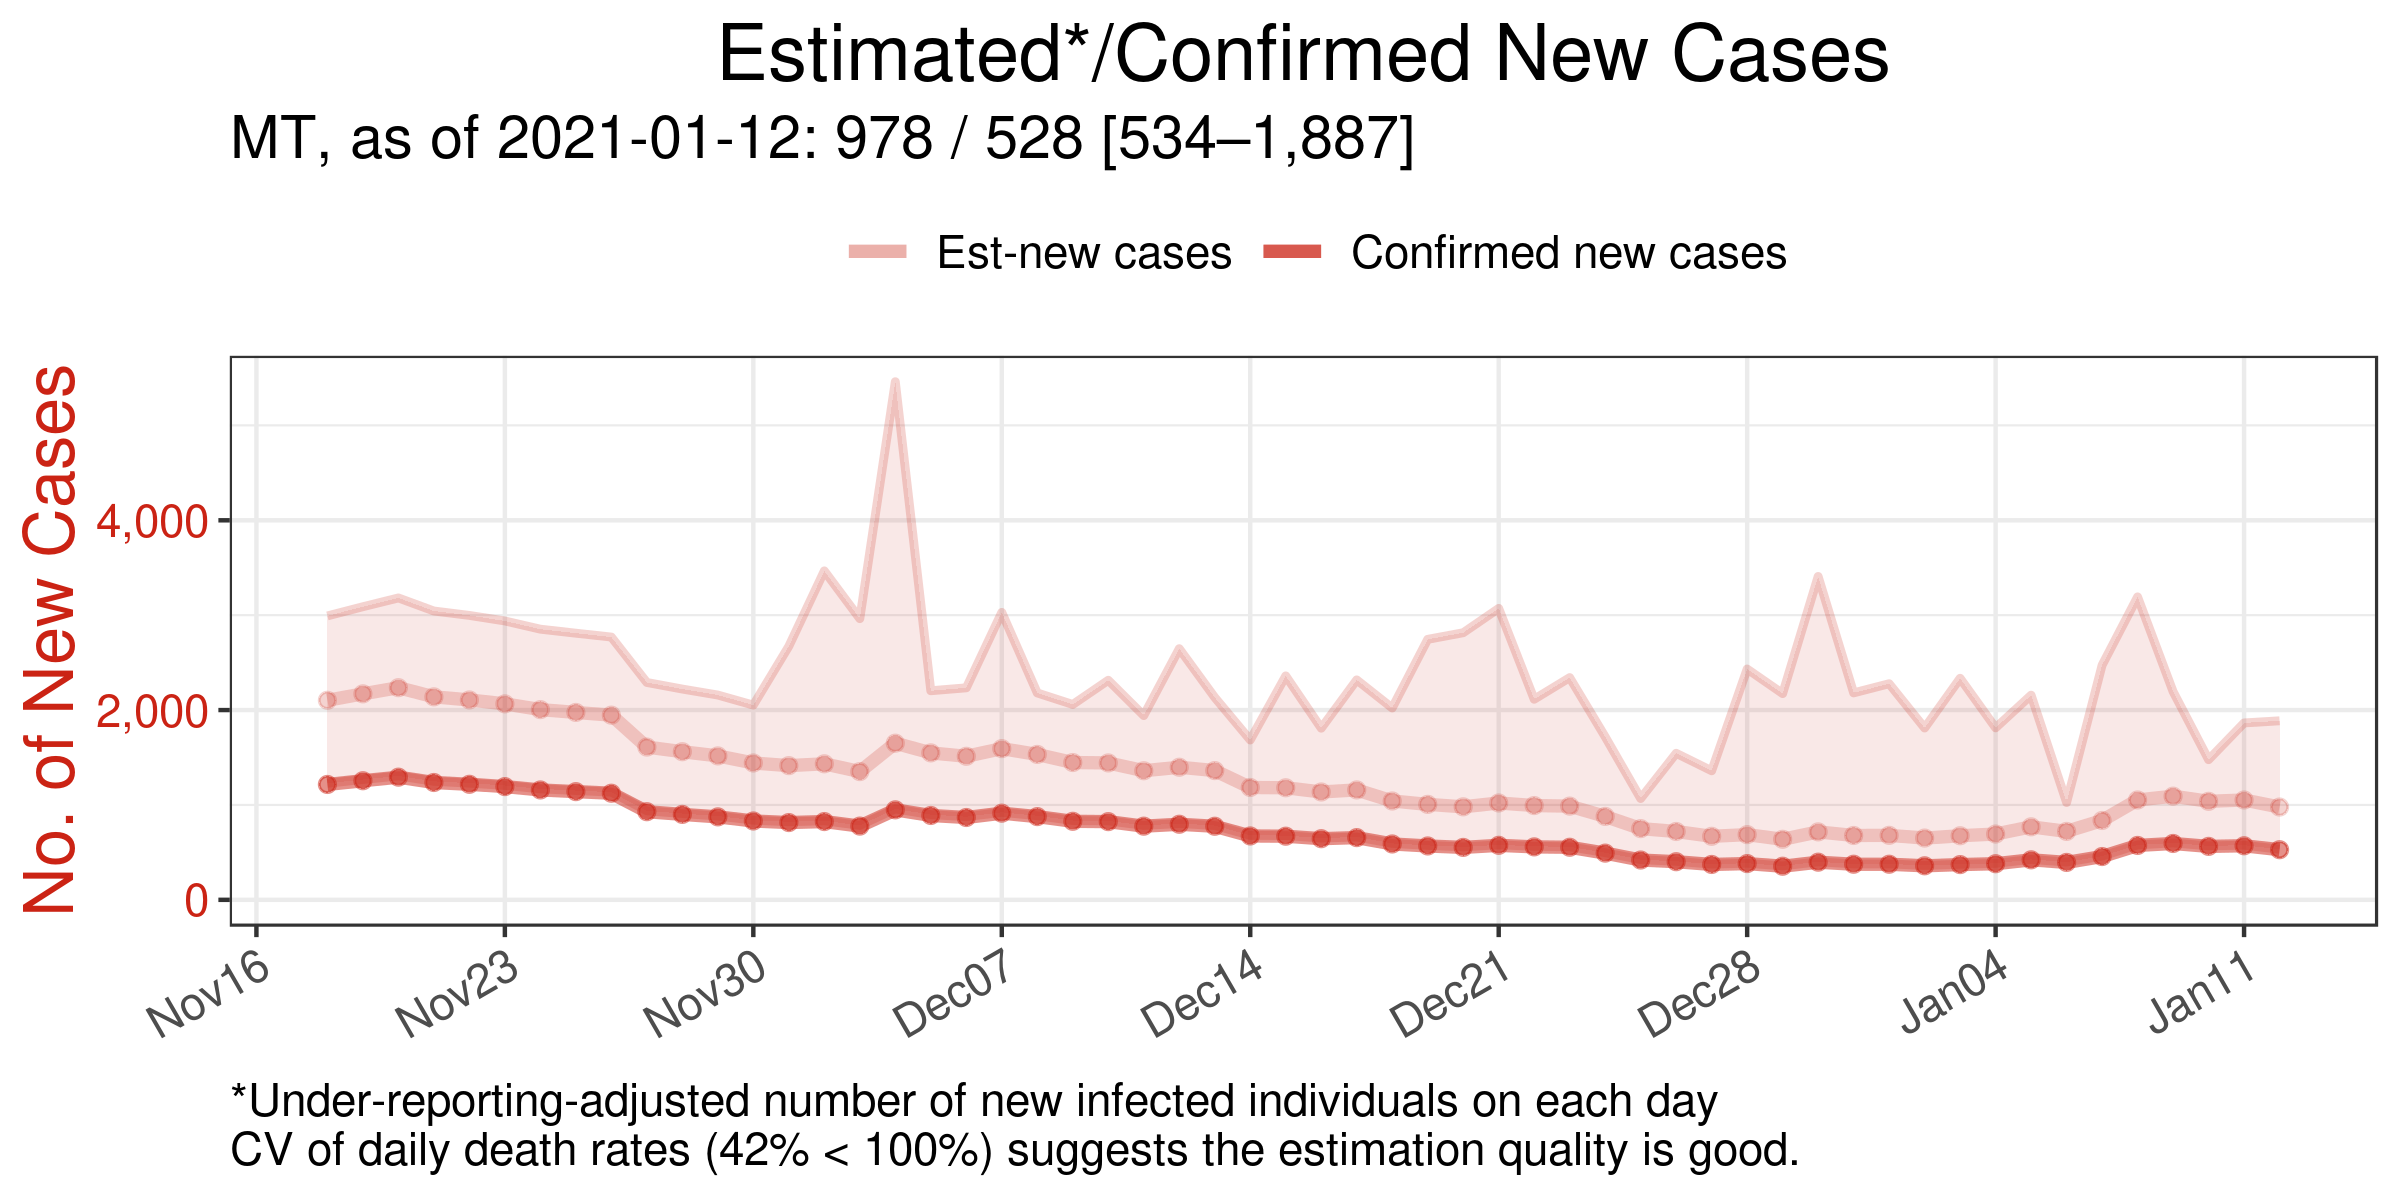 Estimated*/Confirmed New Cases
MT, as of 2021-01-12: 978 / 528 [534–1,887]
Est-new cases
Confirmed new cases
No. of New Cases
4,000
2,000
0
Nov16
Nov23
Nov30
Dec07
Dec14
Dec21
Dec28
Jan04
Jan11
*Under-reporting-adjusted number of new infected individuals on each day
CV of daily death rates (42% < 100%) suggests the estimation quality is good.